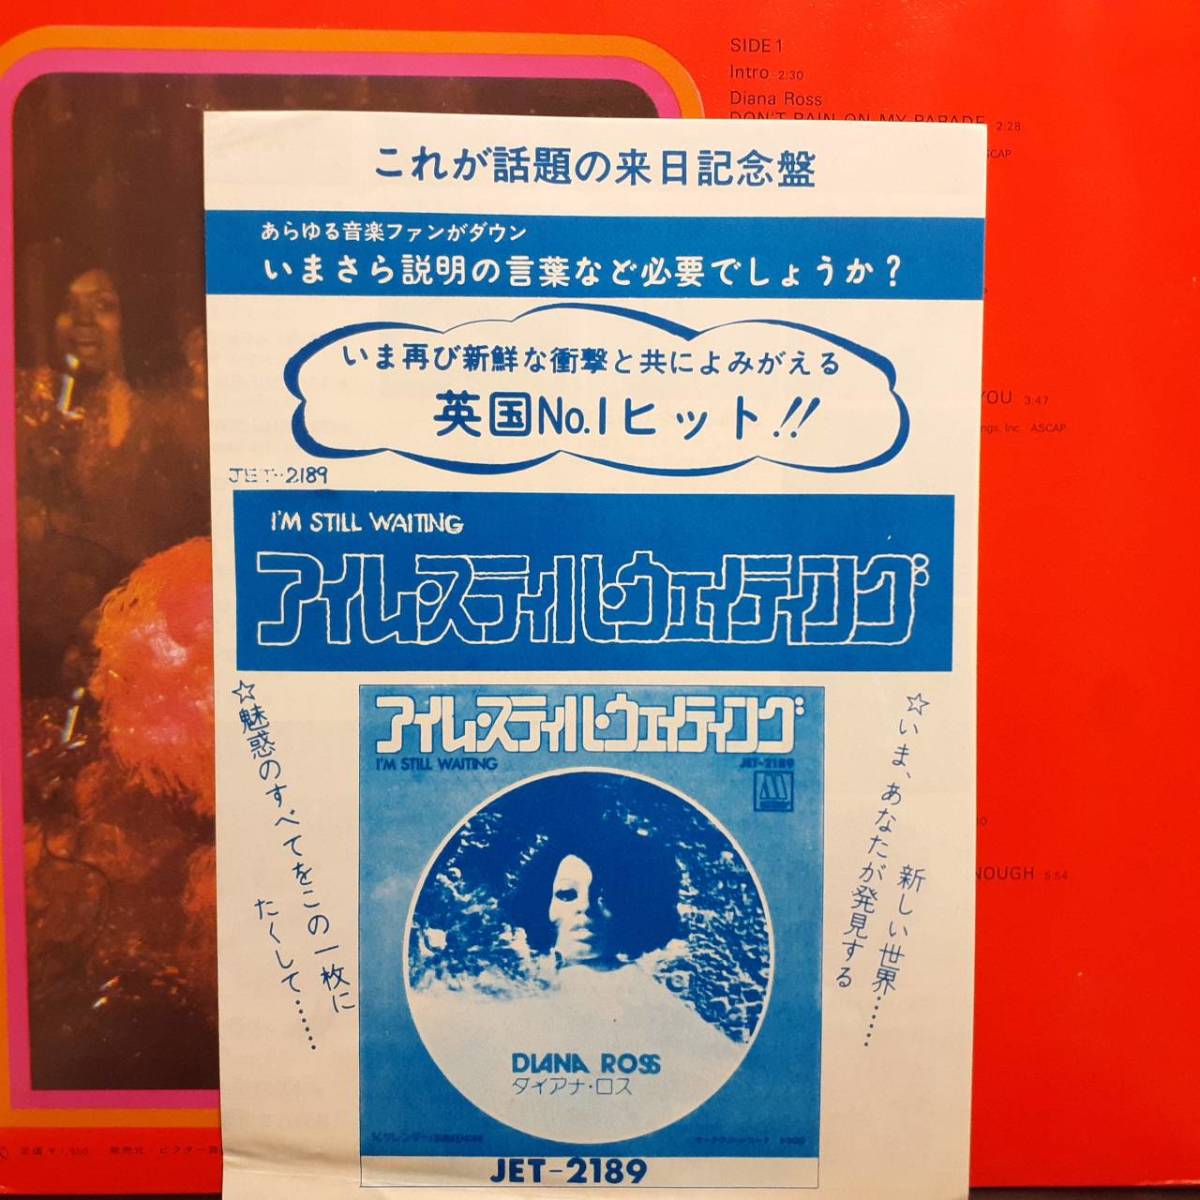 SIDE 1
Intro 2:30
Diana Ross
DON'T RAIN ON MY PARADE 2:28
ASCAP
YOU 3:47
ngs, Inc. ASCAP
NOUGH 5:54
これが話題の来日記念盤
あらゆる音楽ファンがダウン
いまさら説明の言葉など必要でしょうか?
いま再び新鮮な衝撃と共によみがえる
英国No.1ヒット!!
JET-2189
I'M STILL WAITING
アイム・スティル・ウェイティング
☆いま、あなたが発見する
新しい世界……
☆魅惑のすべてをこの一枚に
たくして……
アイム・スティル・ウェイティング
I'M STILL WAITING
JET-2189
DIANA ROSS
ダイアナ・ロス
JET-2189